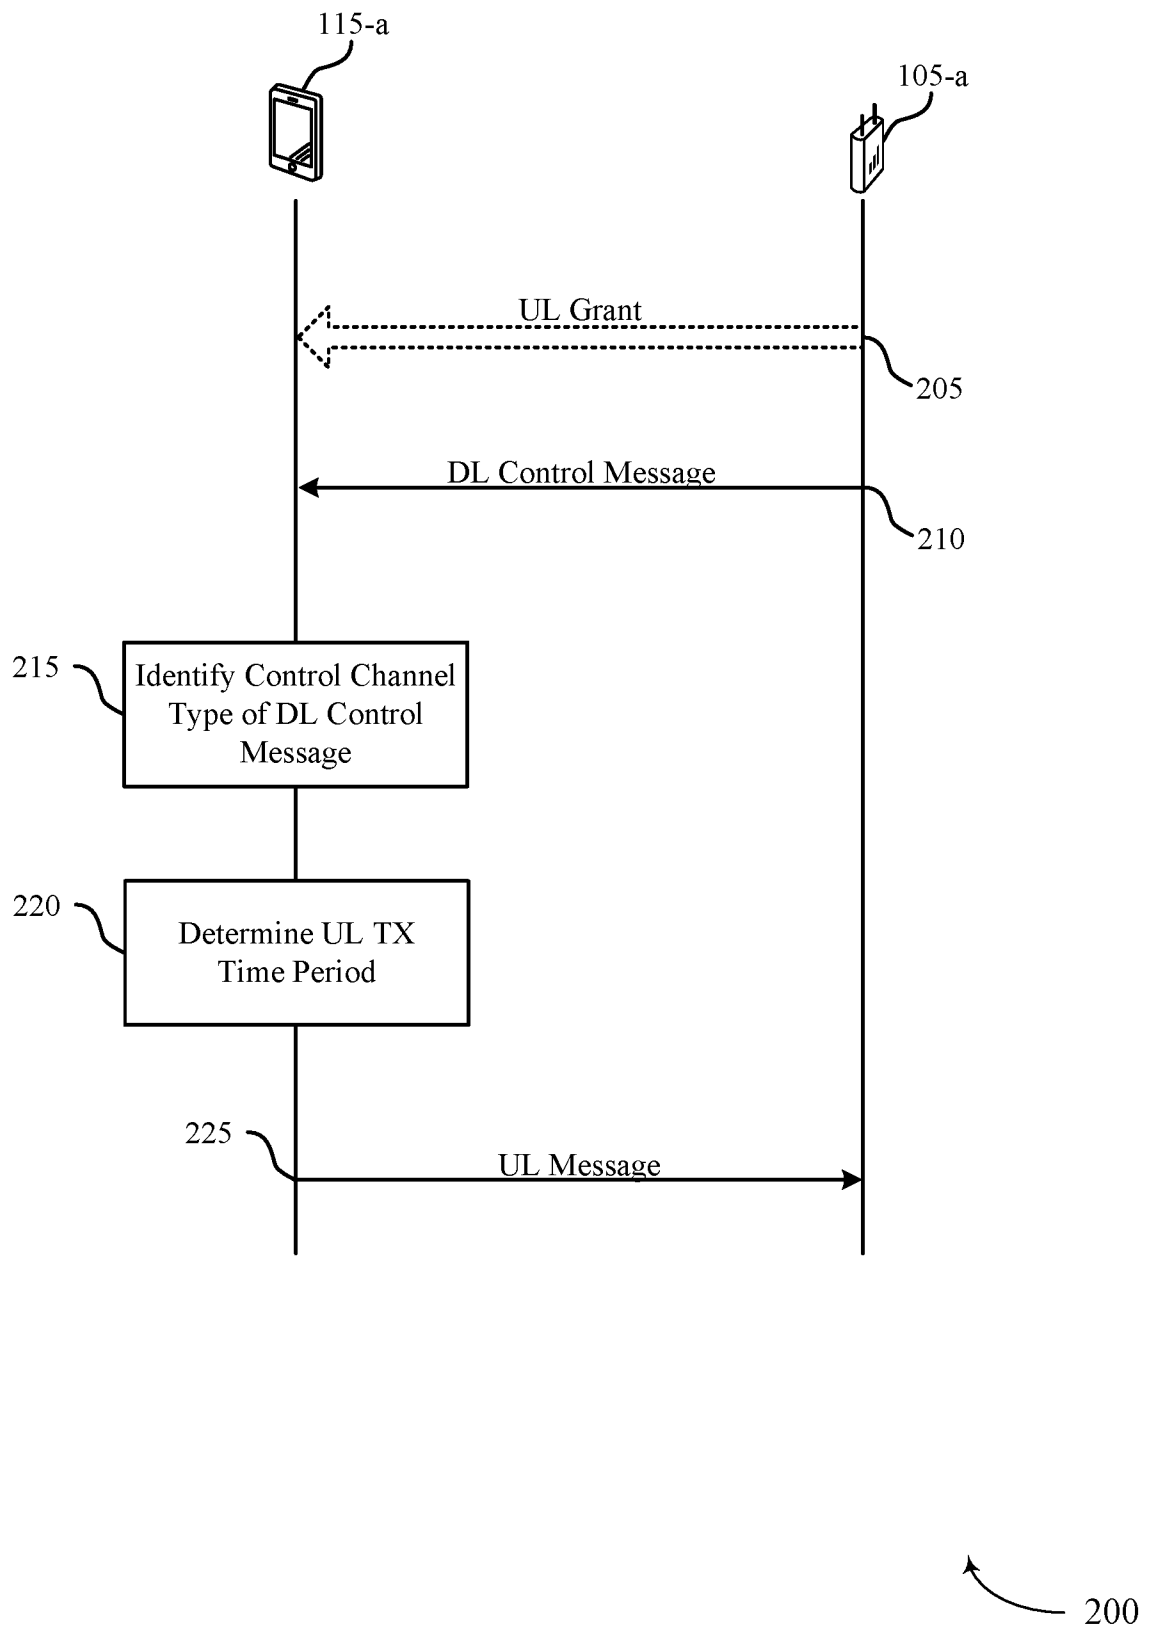 115-a
105-a
UL Grant
205
DL Control Message
210
215
Identify Control Channel
Type of DL Control
Message
220
Determine UL TX
Time Period
225
UL Message
200